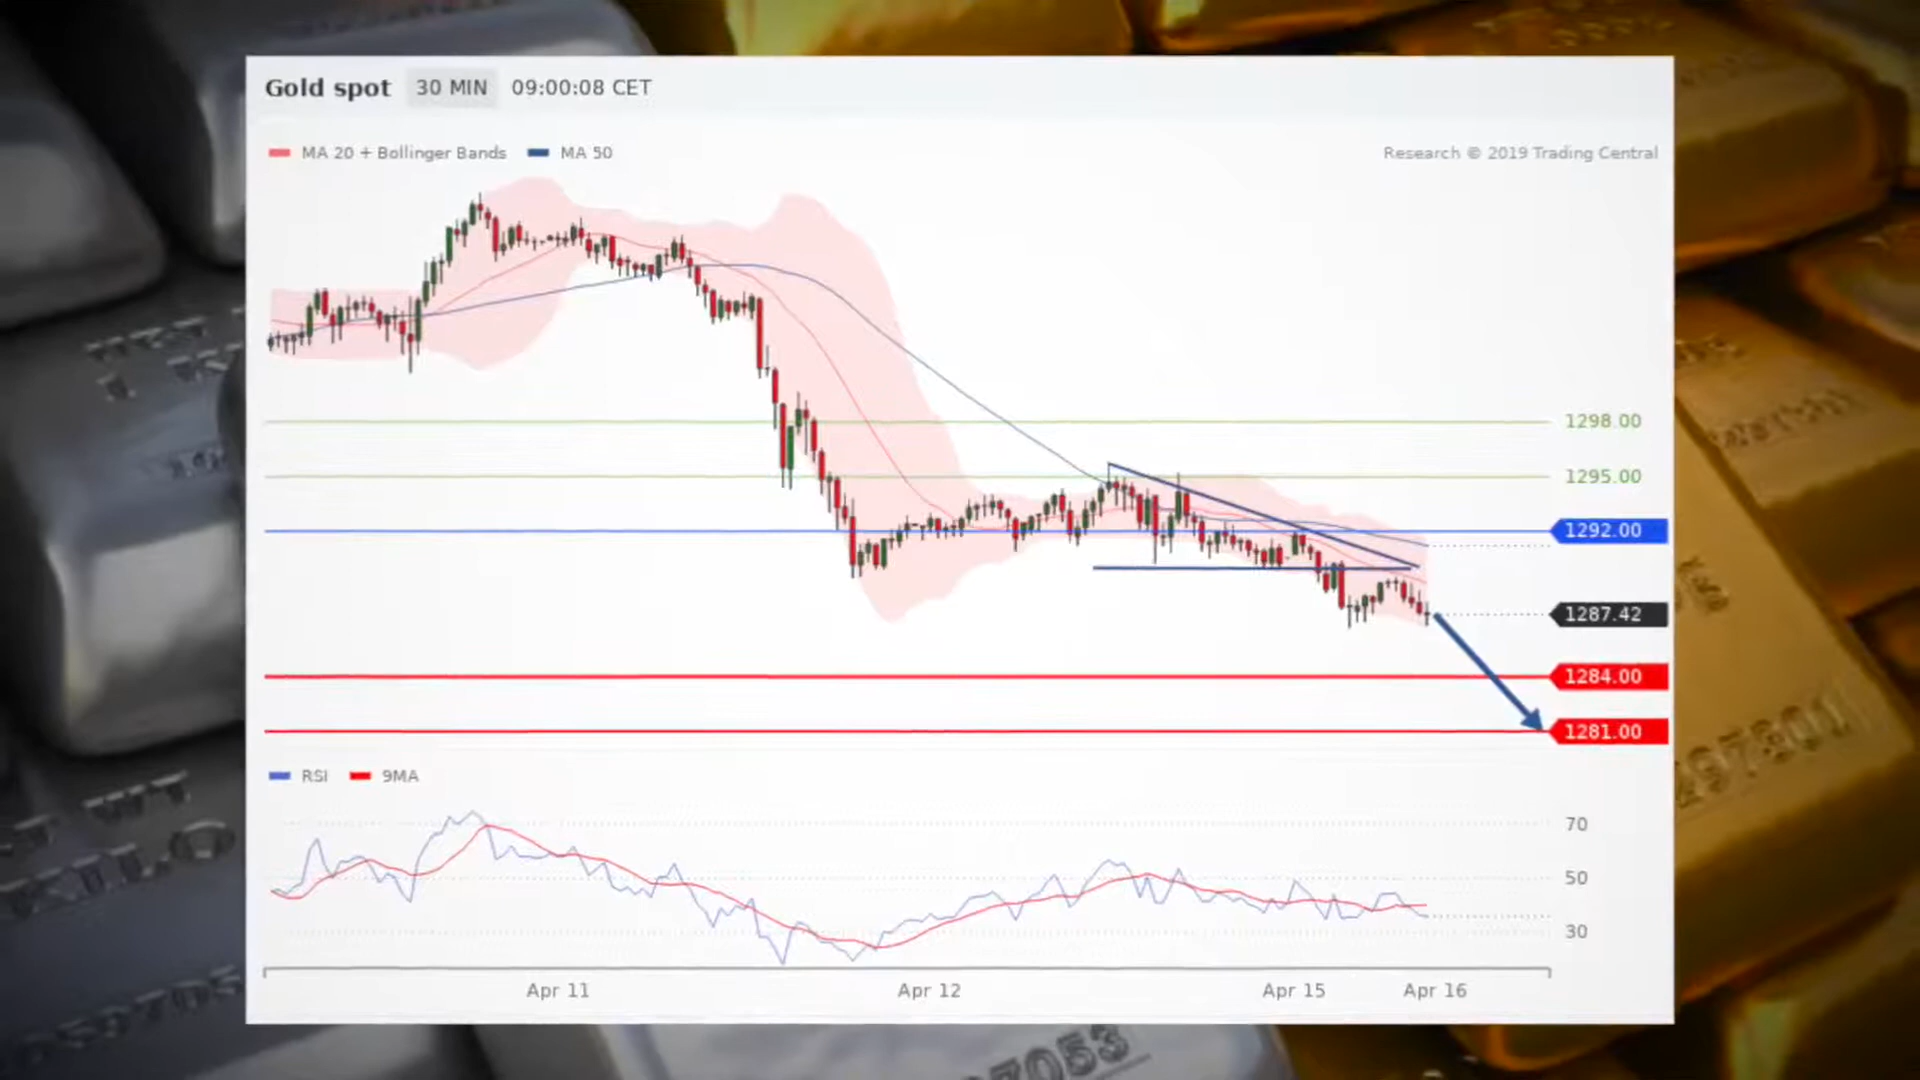 Gold spot 30 MIN 09:00:08 CET
MA 20 + Bollinger Bands MA 50
Research © 2019 Trading Central
1298.00
1295.00
1292.00
1287.42
1284.00
1281.00
RSI 9MA
70
50
30
Apr 11 Apr 12 Apr 15 Apr 16
KILO
97053